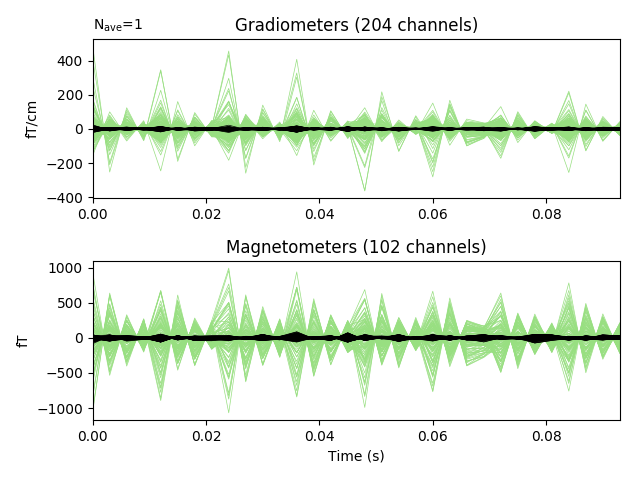 N_ave=1
Gradiometers (204 channels)
fT/cm
400
200
0
−200
−400
0.00 0.02 0.04 0.06 0.08
Magnetometers (102 channels)
fT
1000
500
0
−500
−1000
0.00 0.02 0.04 0.06 0.08
Time (s)